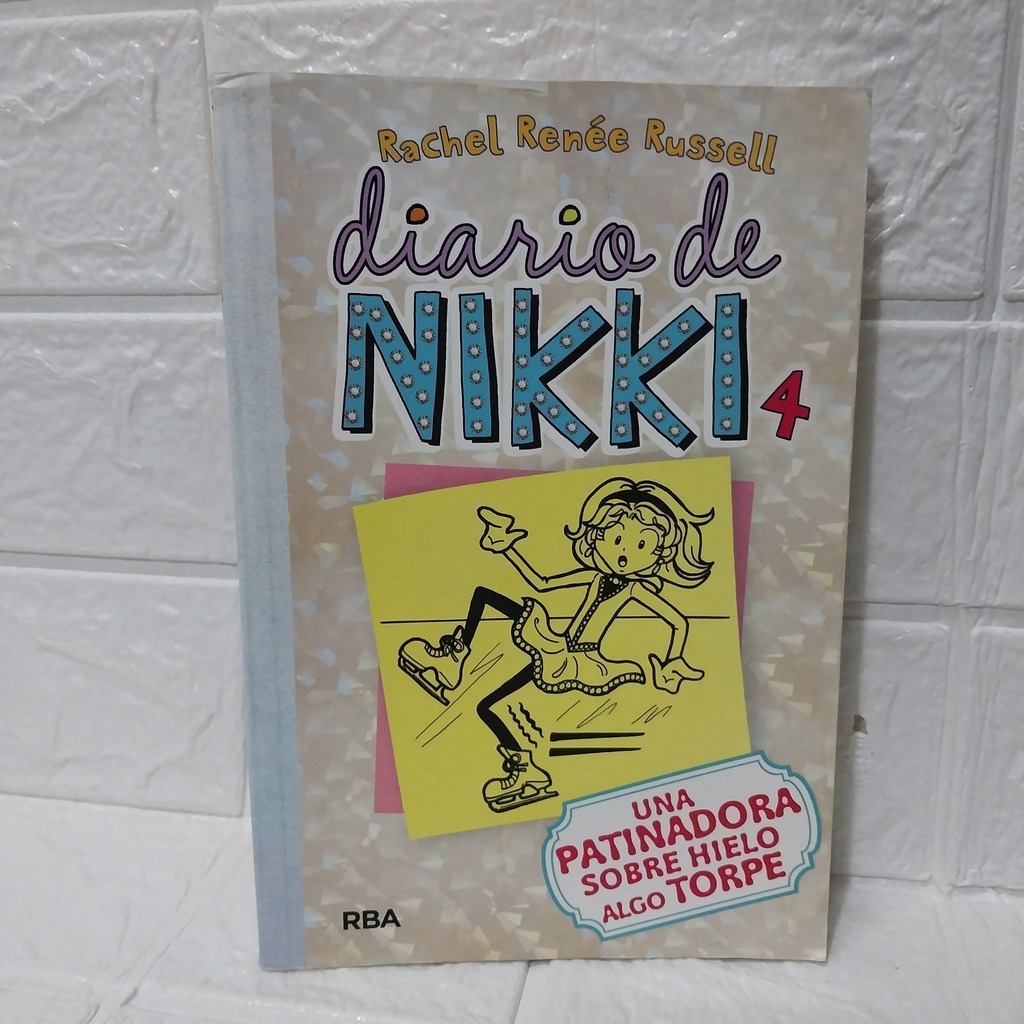 Rachel Renée Russell
diario de
NIKKI 4
UNA
PATINADORA
SOBRE HIELO
ALGO TORPE
RBA